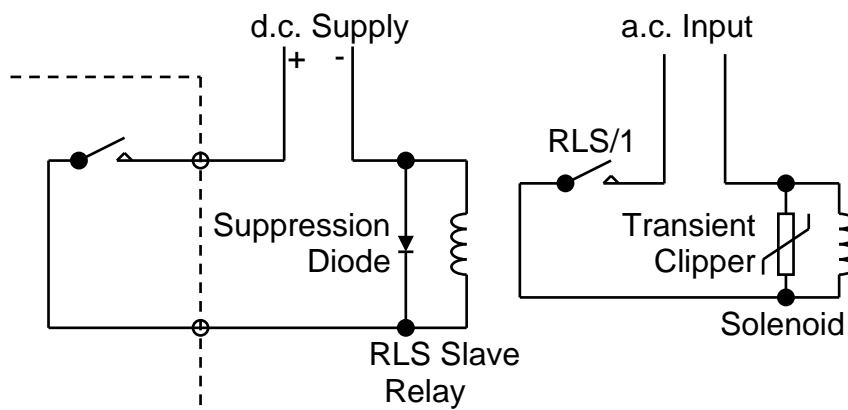 d.c. Supply
+ -
a.c. Input
RLS/1
Suppression
Diode
Transient
Clipper
RLS Slave
Relay
Solenoid